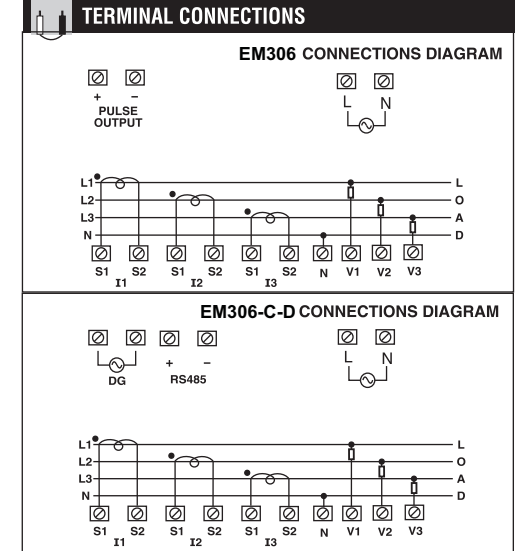 TERMINAL CONNECTIONS
EM306 CONNECTIONS DIAGRAM
+ –
PULSE
OUTPUT
L N
L1 L
L2 O
L3 A
N D
S1 S2 S1 S2 S1 S2 N V1 V2 V3
I1 I2 I3
EM306-C-D CONNECTIONS DIAGRAM
L N
+ –
DG RS485
L1 L
L2 O
L3 A
N D
S1 S2 S1 S2 S1 S2 N V1 V2 V3
I1 I2 I3